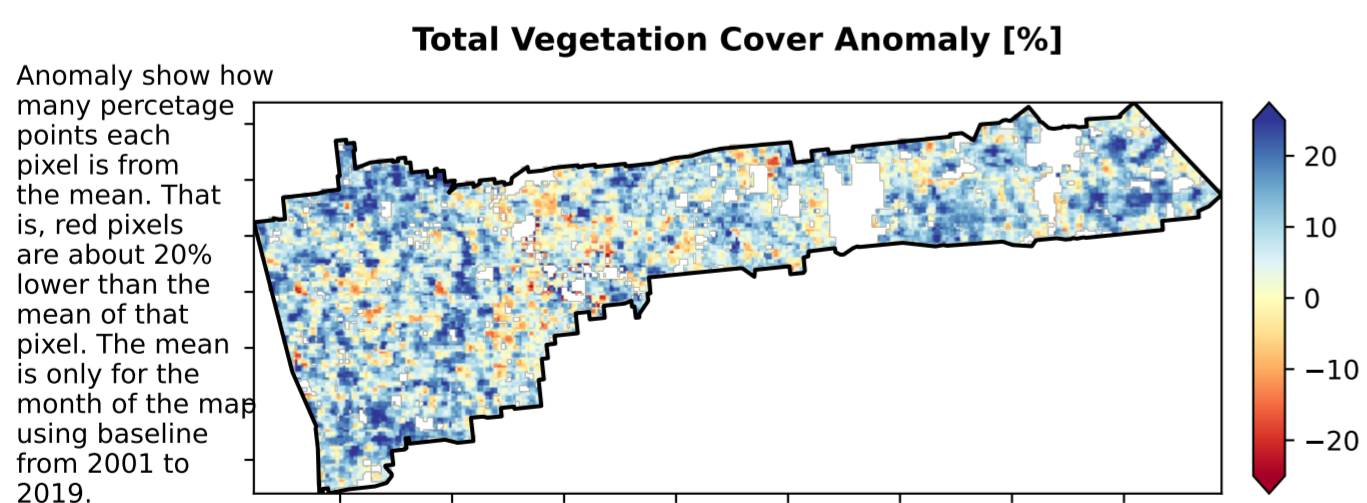 Total Vegetation Cover Anomaly [%]
Anomaly show how
many percetage
points each
pixel is from
the mean. That
is, red pixels
are about 20%
lower than the
mean of that
pixel. The mean
is only for the
month of the map
using baseline
from 2001 to
2019.
20
10
0
−10
−20